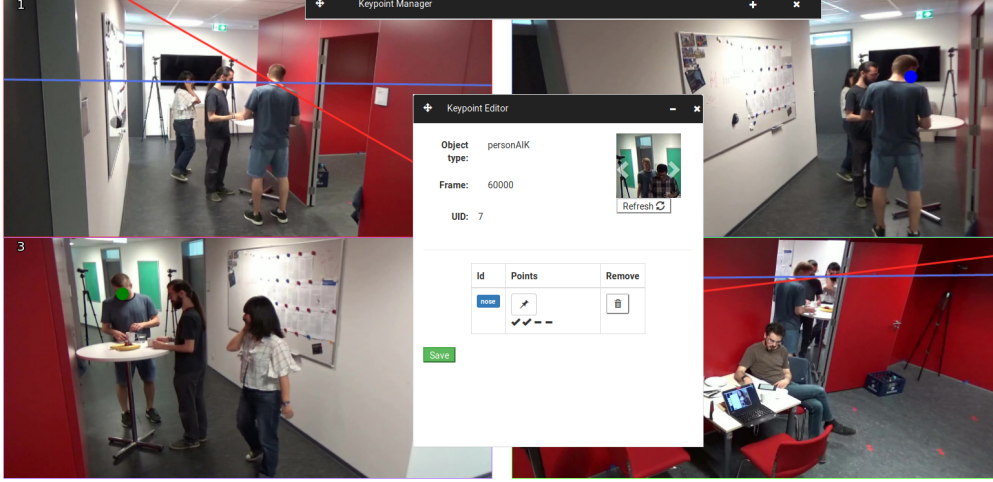 1
Keypoint Manager
Keypoint Editor
Object type:
personAIK
Frame:
60000
Refresh
UID:
7
Id
Points
Remove
nose
Save
3